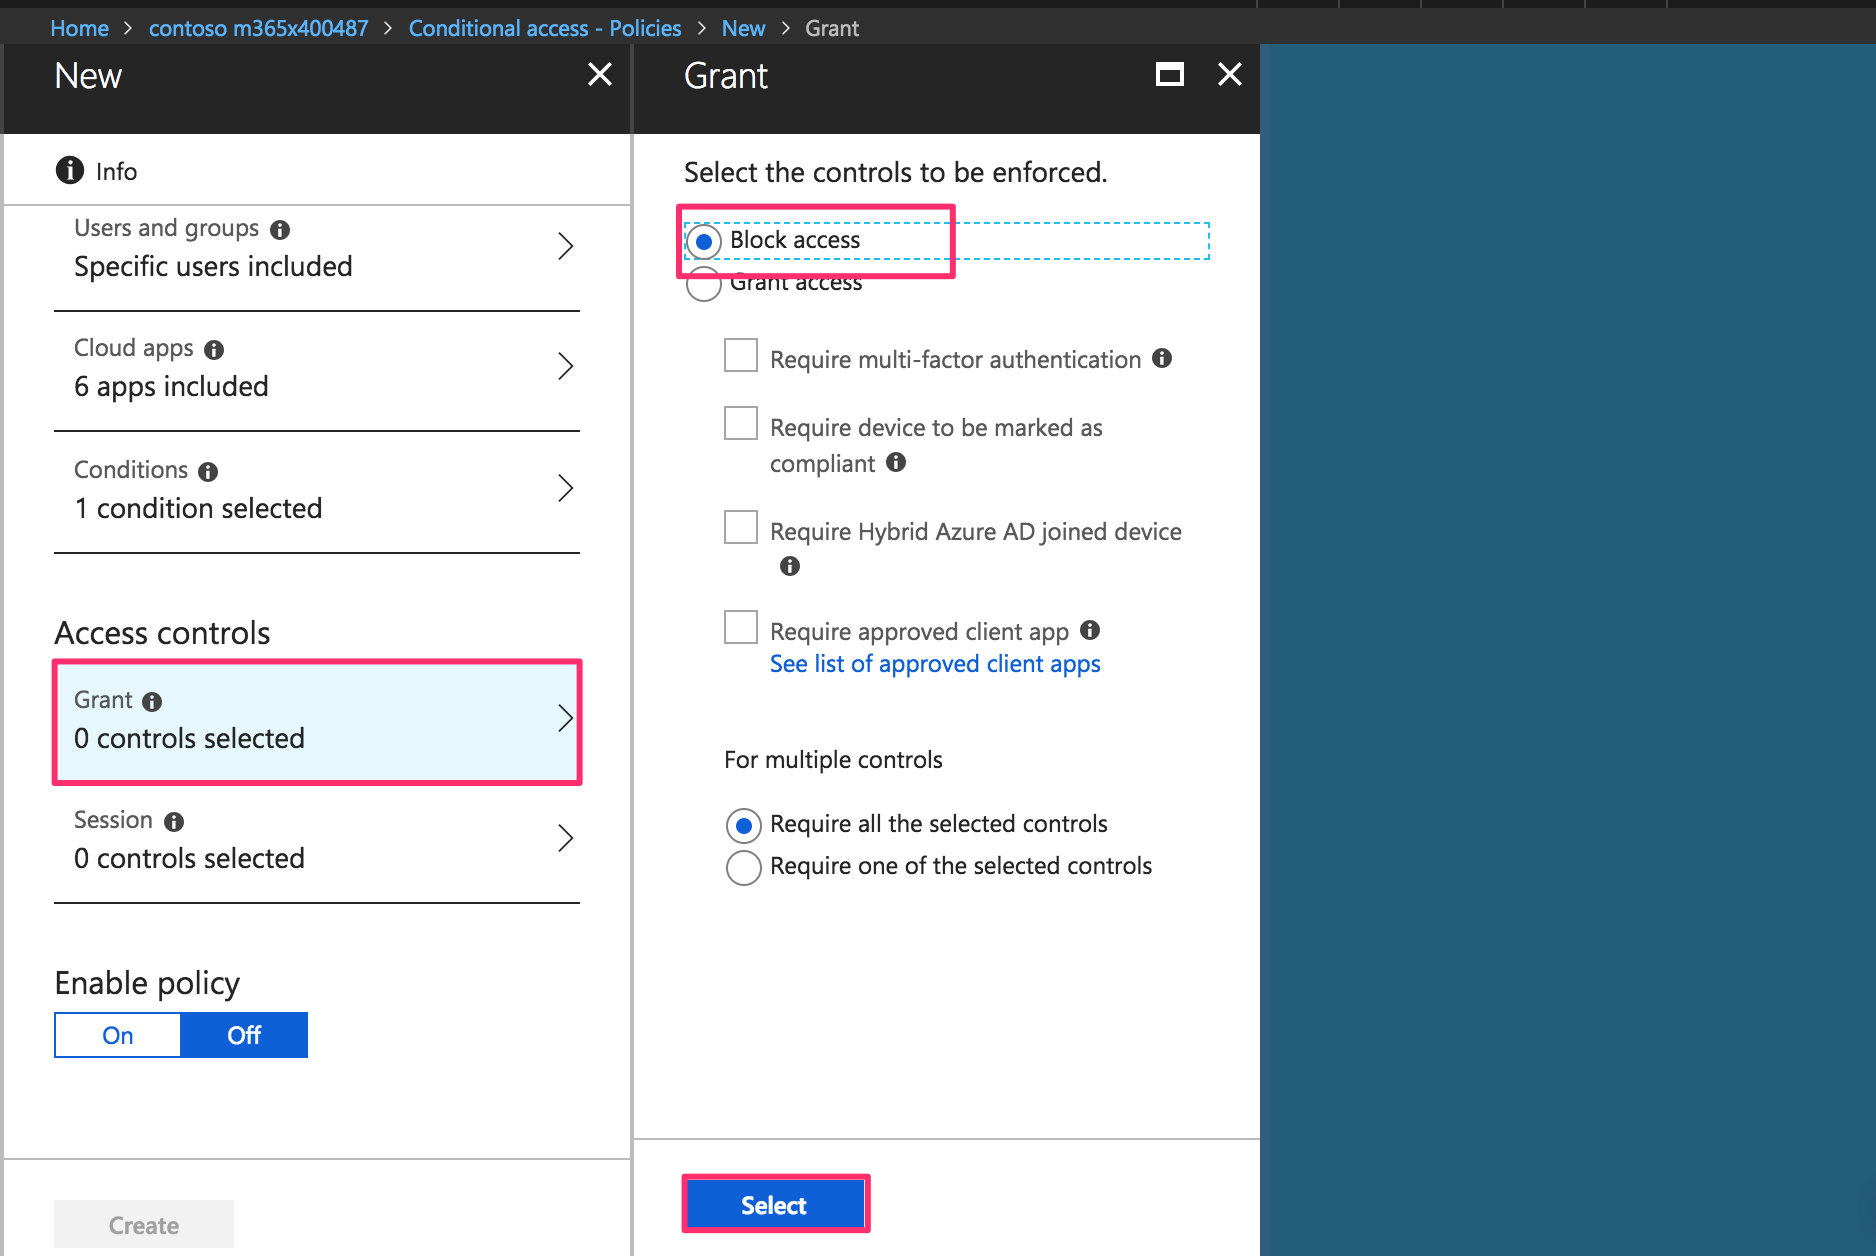 Home > contoso m365x400487 > Conditional access - Policies > New > Grant
New
Info
Users and groups
Specific users included
Cloud apps
6 apps included
Conditions
1 condition selected
Access controls
Grant
0 controls selected
Session
0 controls selected
Enable policy
On Off
Create
Grant
Select the controls to be enforced.
Block access
Grant access
Require multi-factor authentication
Require device to be marked as
compliant
Require Hybrid Azure AD joined device
Require approved client app
See list of approved client apps
For multiple controls
Require all the selected controls
Require one of the selected controls
Select